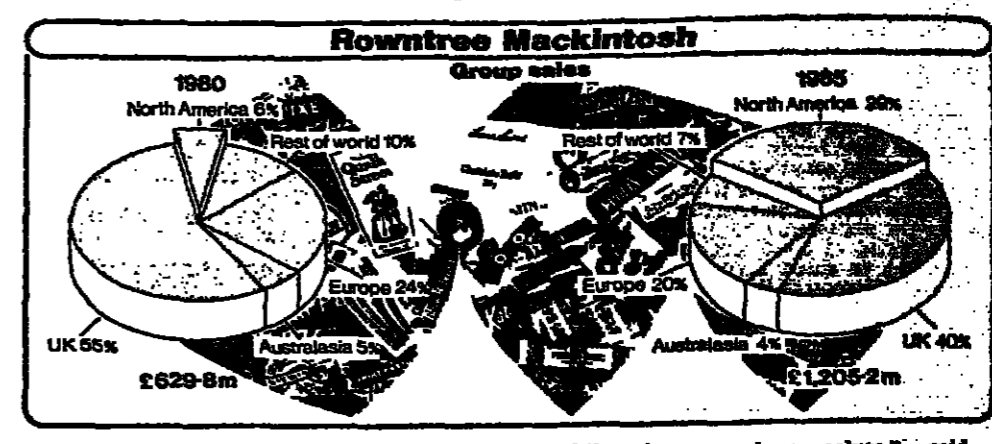 Rowntree Mackintosh
Group sales
1980
North America 6%
Rest of world 10%
Europe 24%
Australasia 5%
UK 55%
£629·8m
1985
North America 29%
Rest of world 7%
Europe 20%
Australasia 4%
UK 40%
£1,205·2m